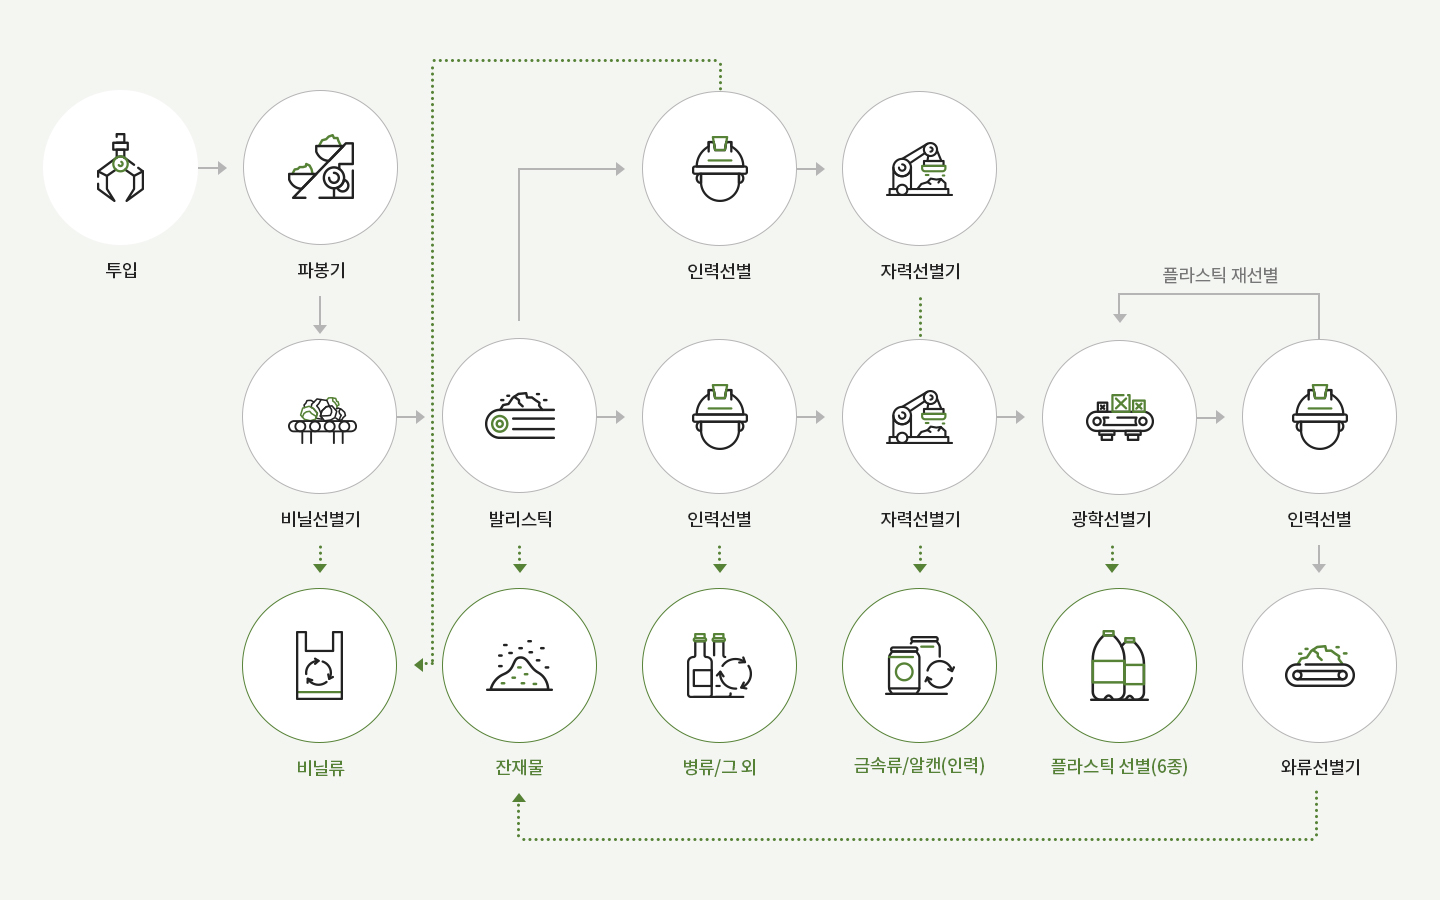 투입
파봉기
인력선별
자력선별기
플라스틱 재선별
비닐선별기
발리스틱
인력선별
자력선별기
광학선별기
인력선별
비닐류
잔재물
병류/그 외
금속류/알캔(인력)
플라스틱 선별(6종)
와류선별기